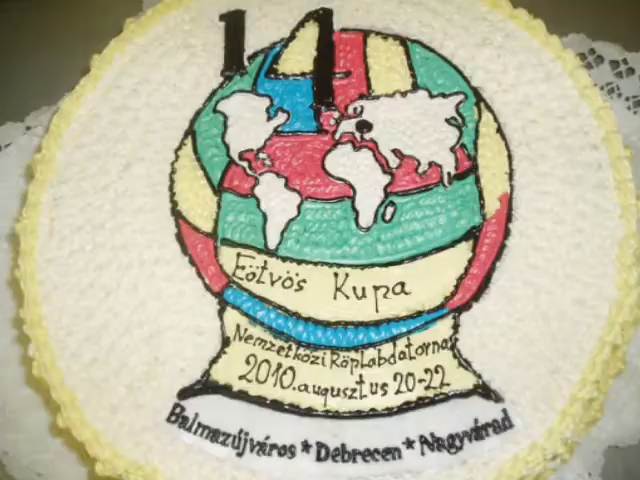 14.
Eötvös Kupa
Nemzetközi Röplabdatorna
2010. augusztus 20-22
Balmazújváros * Debrecen * Nagyvárad